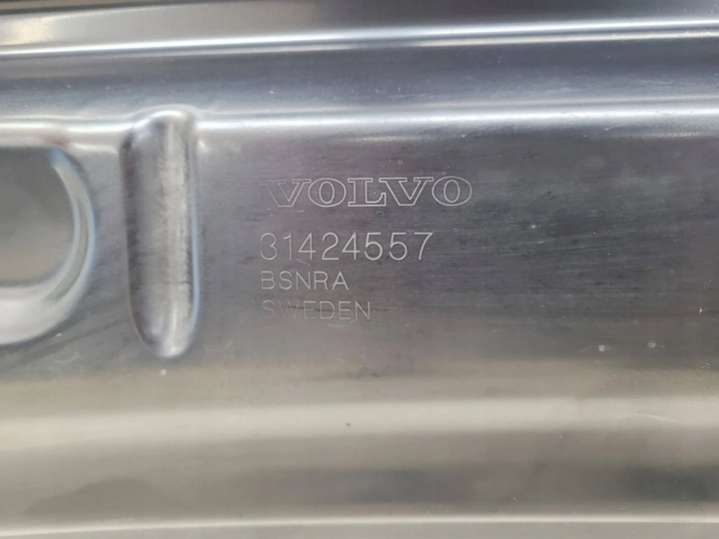 VOLVO
31424557
BSNRA
SWEDEN